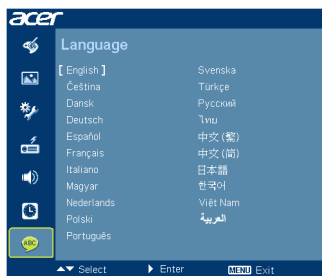 acer
Language
[ English ] Svenska
Čeština Türkçe
Dansk Русский
Deutsch ไทย
Español 中文 (繁)
Français 中文 (简)
Italiano 日本語
Magyar 한국어
Nederlands Việt Nam
Polski العربية
Português
ABC
▲▼ Select ▶ Enter MENU Exit